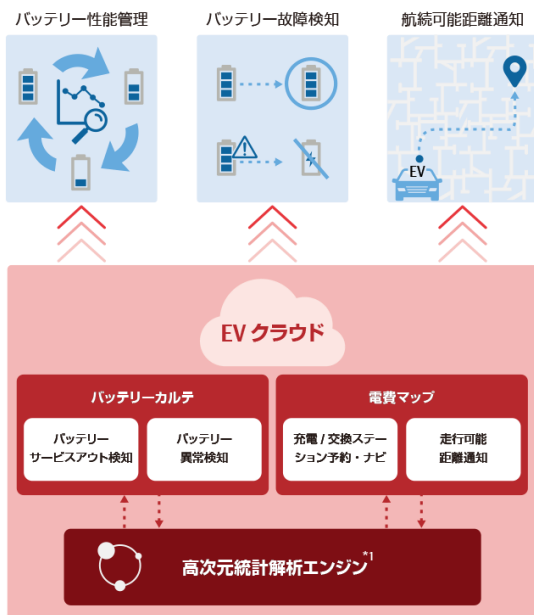 バッテリー性能管理
バッテリー故障検知
航続可能距離通知
EV
EV クラウド
バッテリーカルテ
電費マップ
バッテリー
サービスアウト検知
バッテリー
異常検知
充電 / 交換ステー
ション予約・ナビ
走行可能
距離通知
高次元統計解析エンジン*1